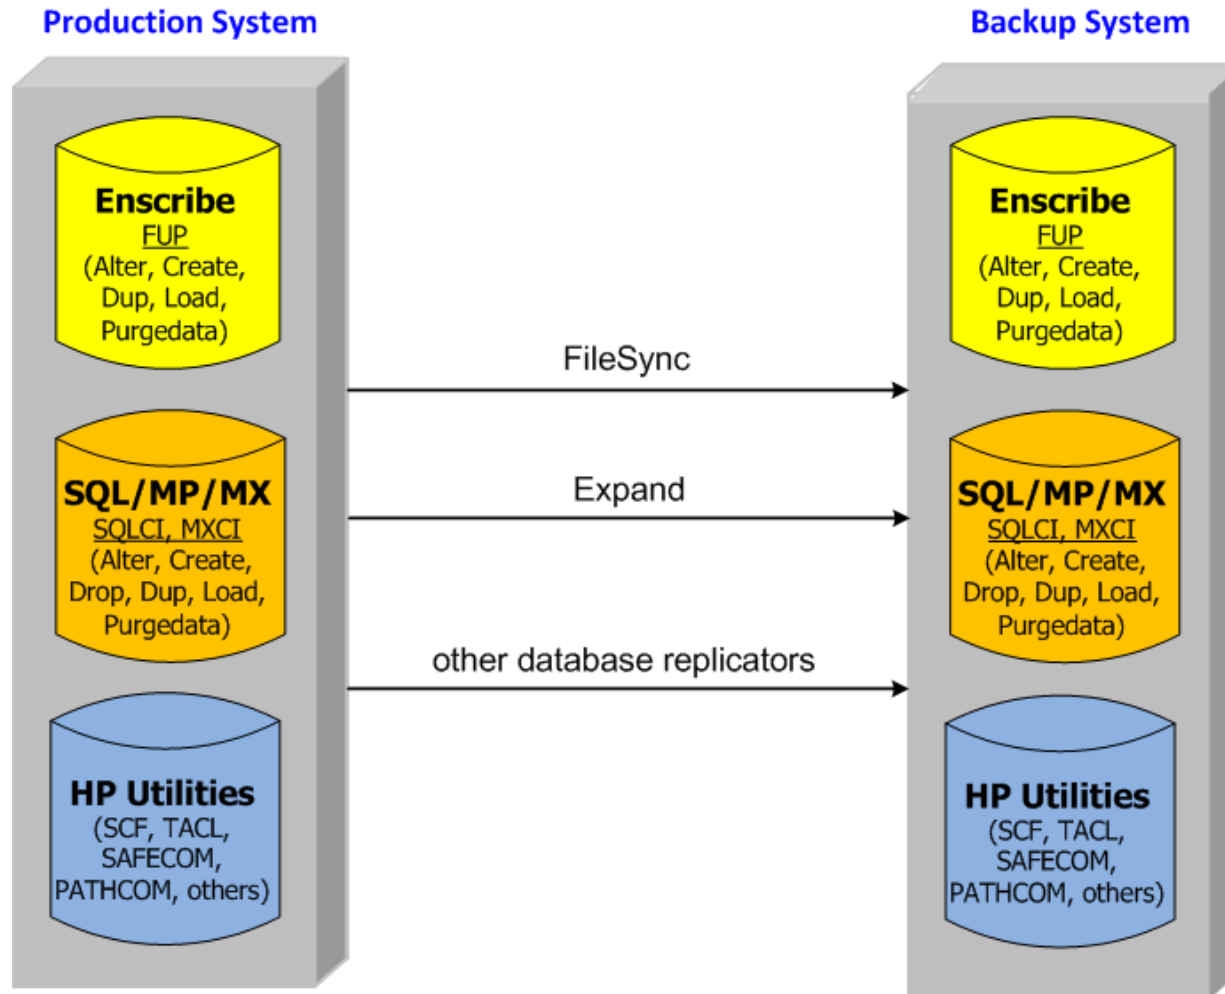 Production System
Backup System
Enscribe
FUP
(Alter, Create,
Dup, Load,
Purgedata)
SQL/MP/MX
SQLCI, MXCI
(Alter, Create,
Drop, Dup, Load,
Purgedata)
HP Utilities
(SCF, TACL,
SAFECOM,
PATHCOM, others)
FileSync
Expand
other database replicators
Enscribe
FUP
(Alter, Create,
Dup, Load,
Purgedata)
SQL/MP/MX
SQLCI, MXCI
(Alter, Create,
Drop, Dup, Load,
Purgedata)
HP Utilities
(SCF, TACL,
SAFECOM,
PATHCOM, others)